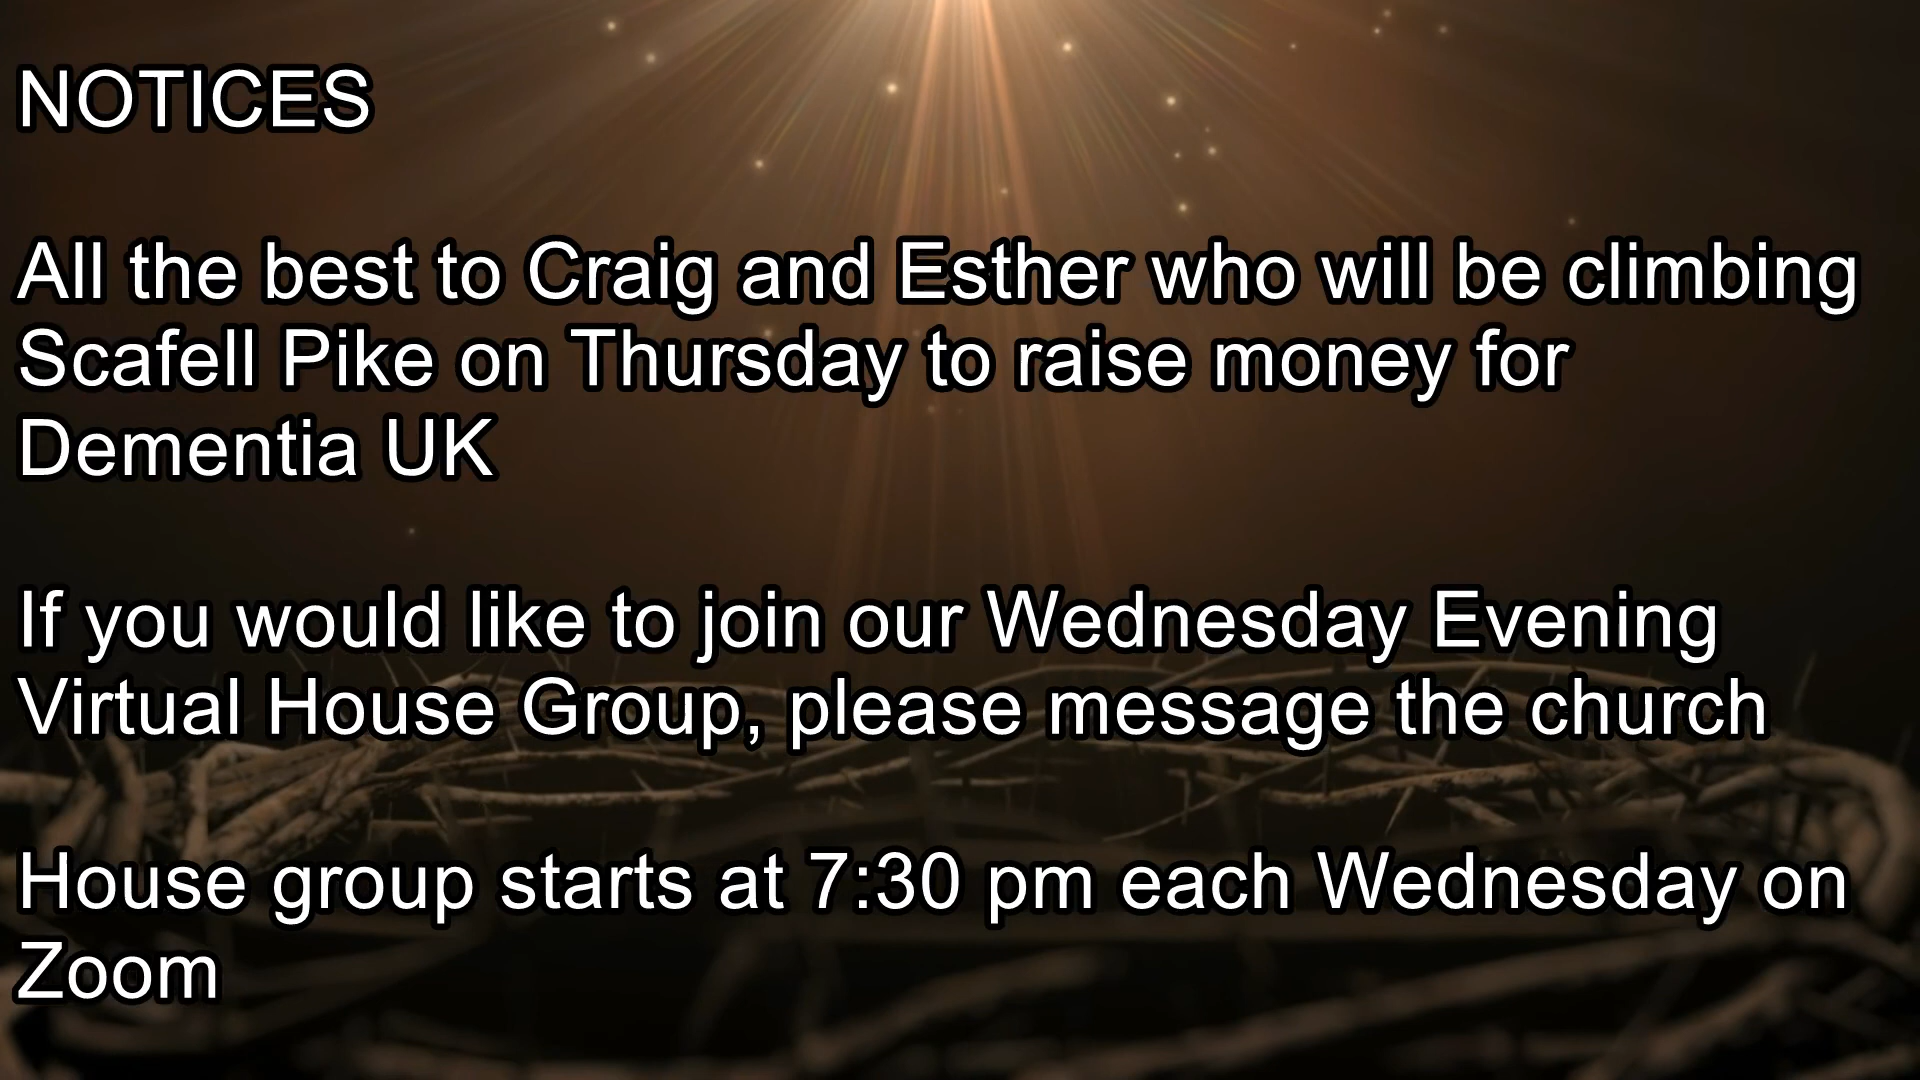 NOTICES
All the best to Craig and Esther who will be climbing
Scafell Pike on Thursday to raise money for
Dementia UK
If you would like to join our Wednesday Evening
Virtual House Group, please message the church
House group starts at 7:30 pm each Wednesday on
Zoom